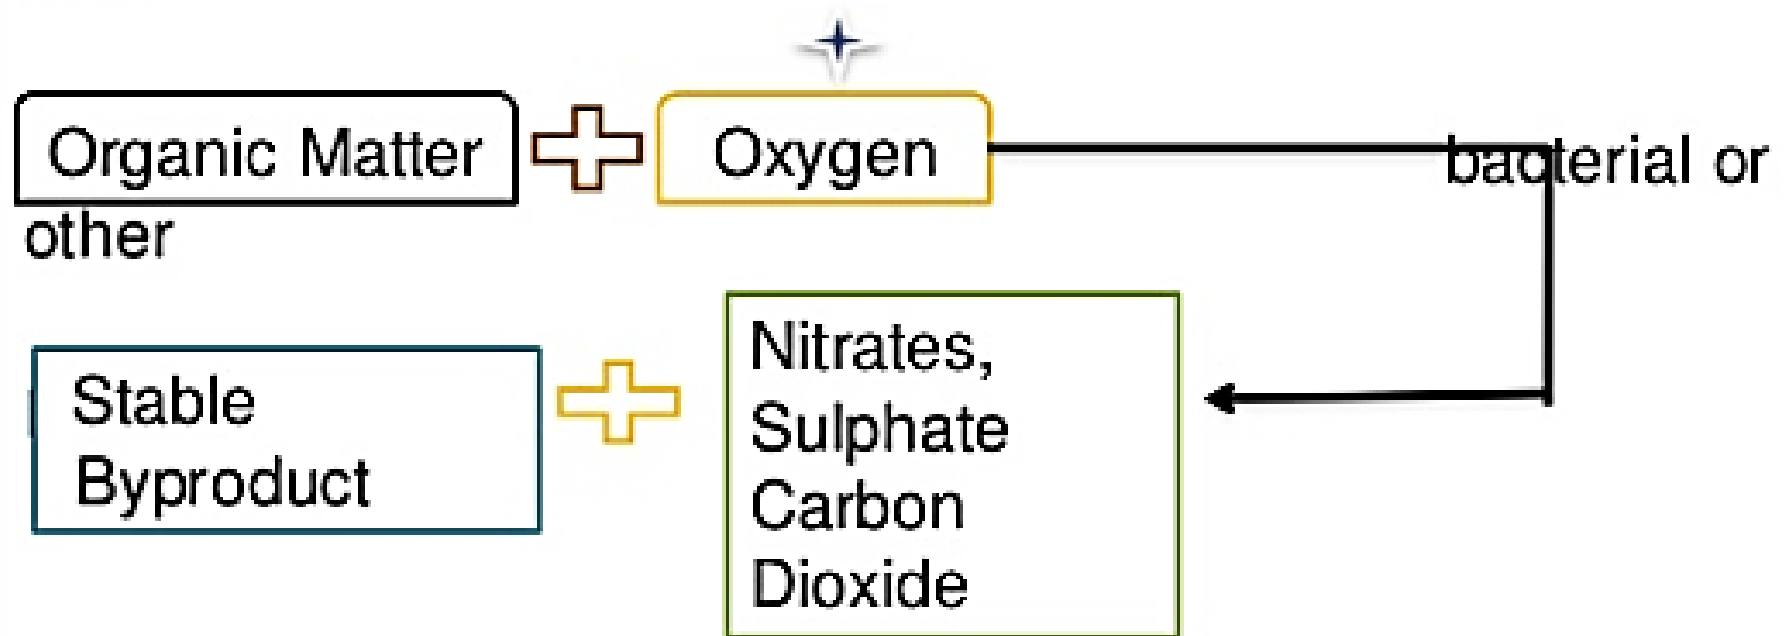 Organic Matter Oxygen bacterial or
other
Stable
Byproduct
Nitrates,
Sulphate
Carbon
Dioxide